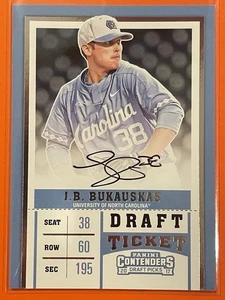 Carolina
38
J.B. BUKAUSKAS
UNIVERSITY OF NORTH CAROLINA
SEAT 38 DRAFT
ROW 60 TICKET
SEC 195
PANINI
CONTENDERS
DRAFT PICKS